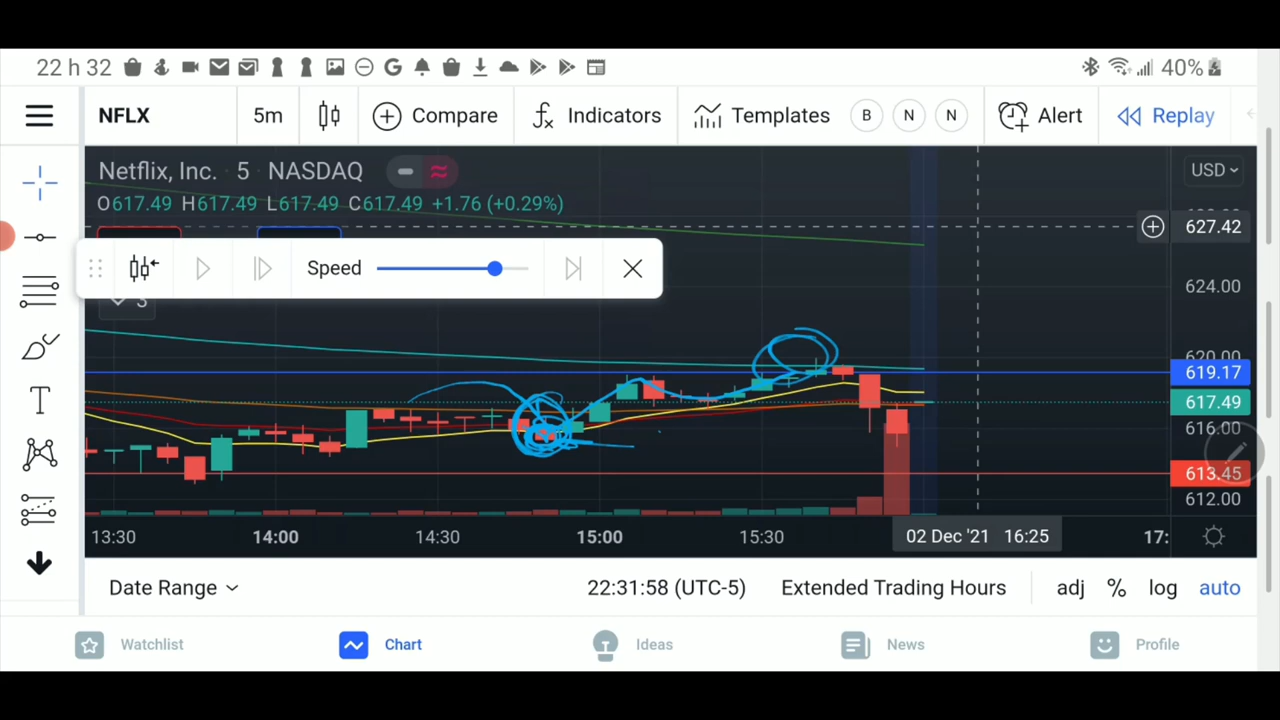 22 h 32 40%
NFLX 5m Compare Indicators Templates B N N Alert Replay
Netflix, Inc. 5 NASDAQ USD
O617.49 H617.49 L617.49 C617.49 +1.76 (+0.29%)
627.42
Speed
624.00
3
620.00
619.17
617.49
616.00
613.45
612.00
13:30 14:00 14:30 15:00 15:30 02 Dec '21 16:25 17:
Date Range 22:31:58 (UTC-5) Extended Trading Hours adj % log auto
Watchlist Chart Ideas News Profile